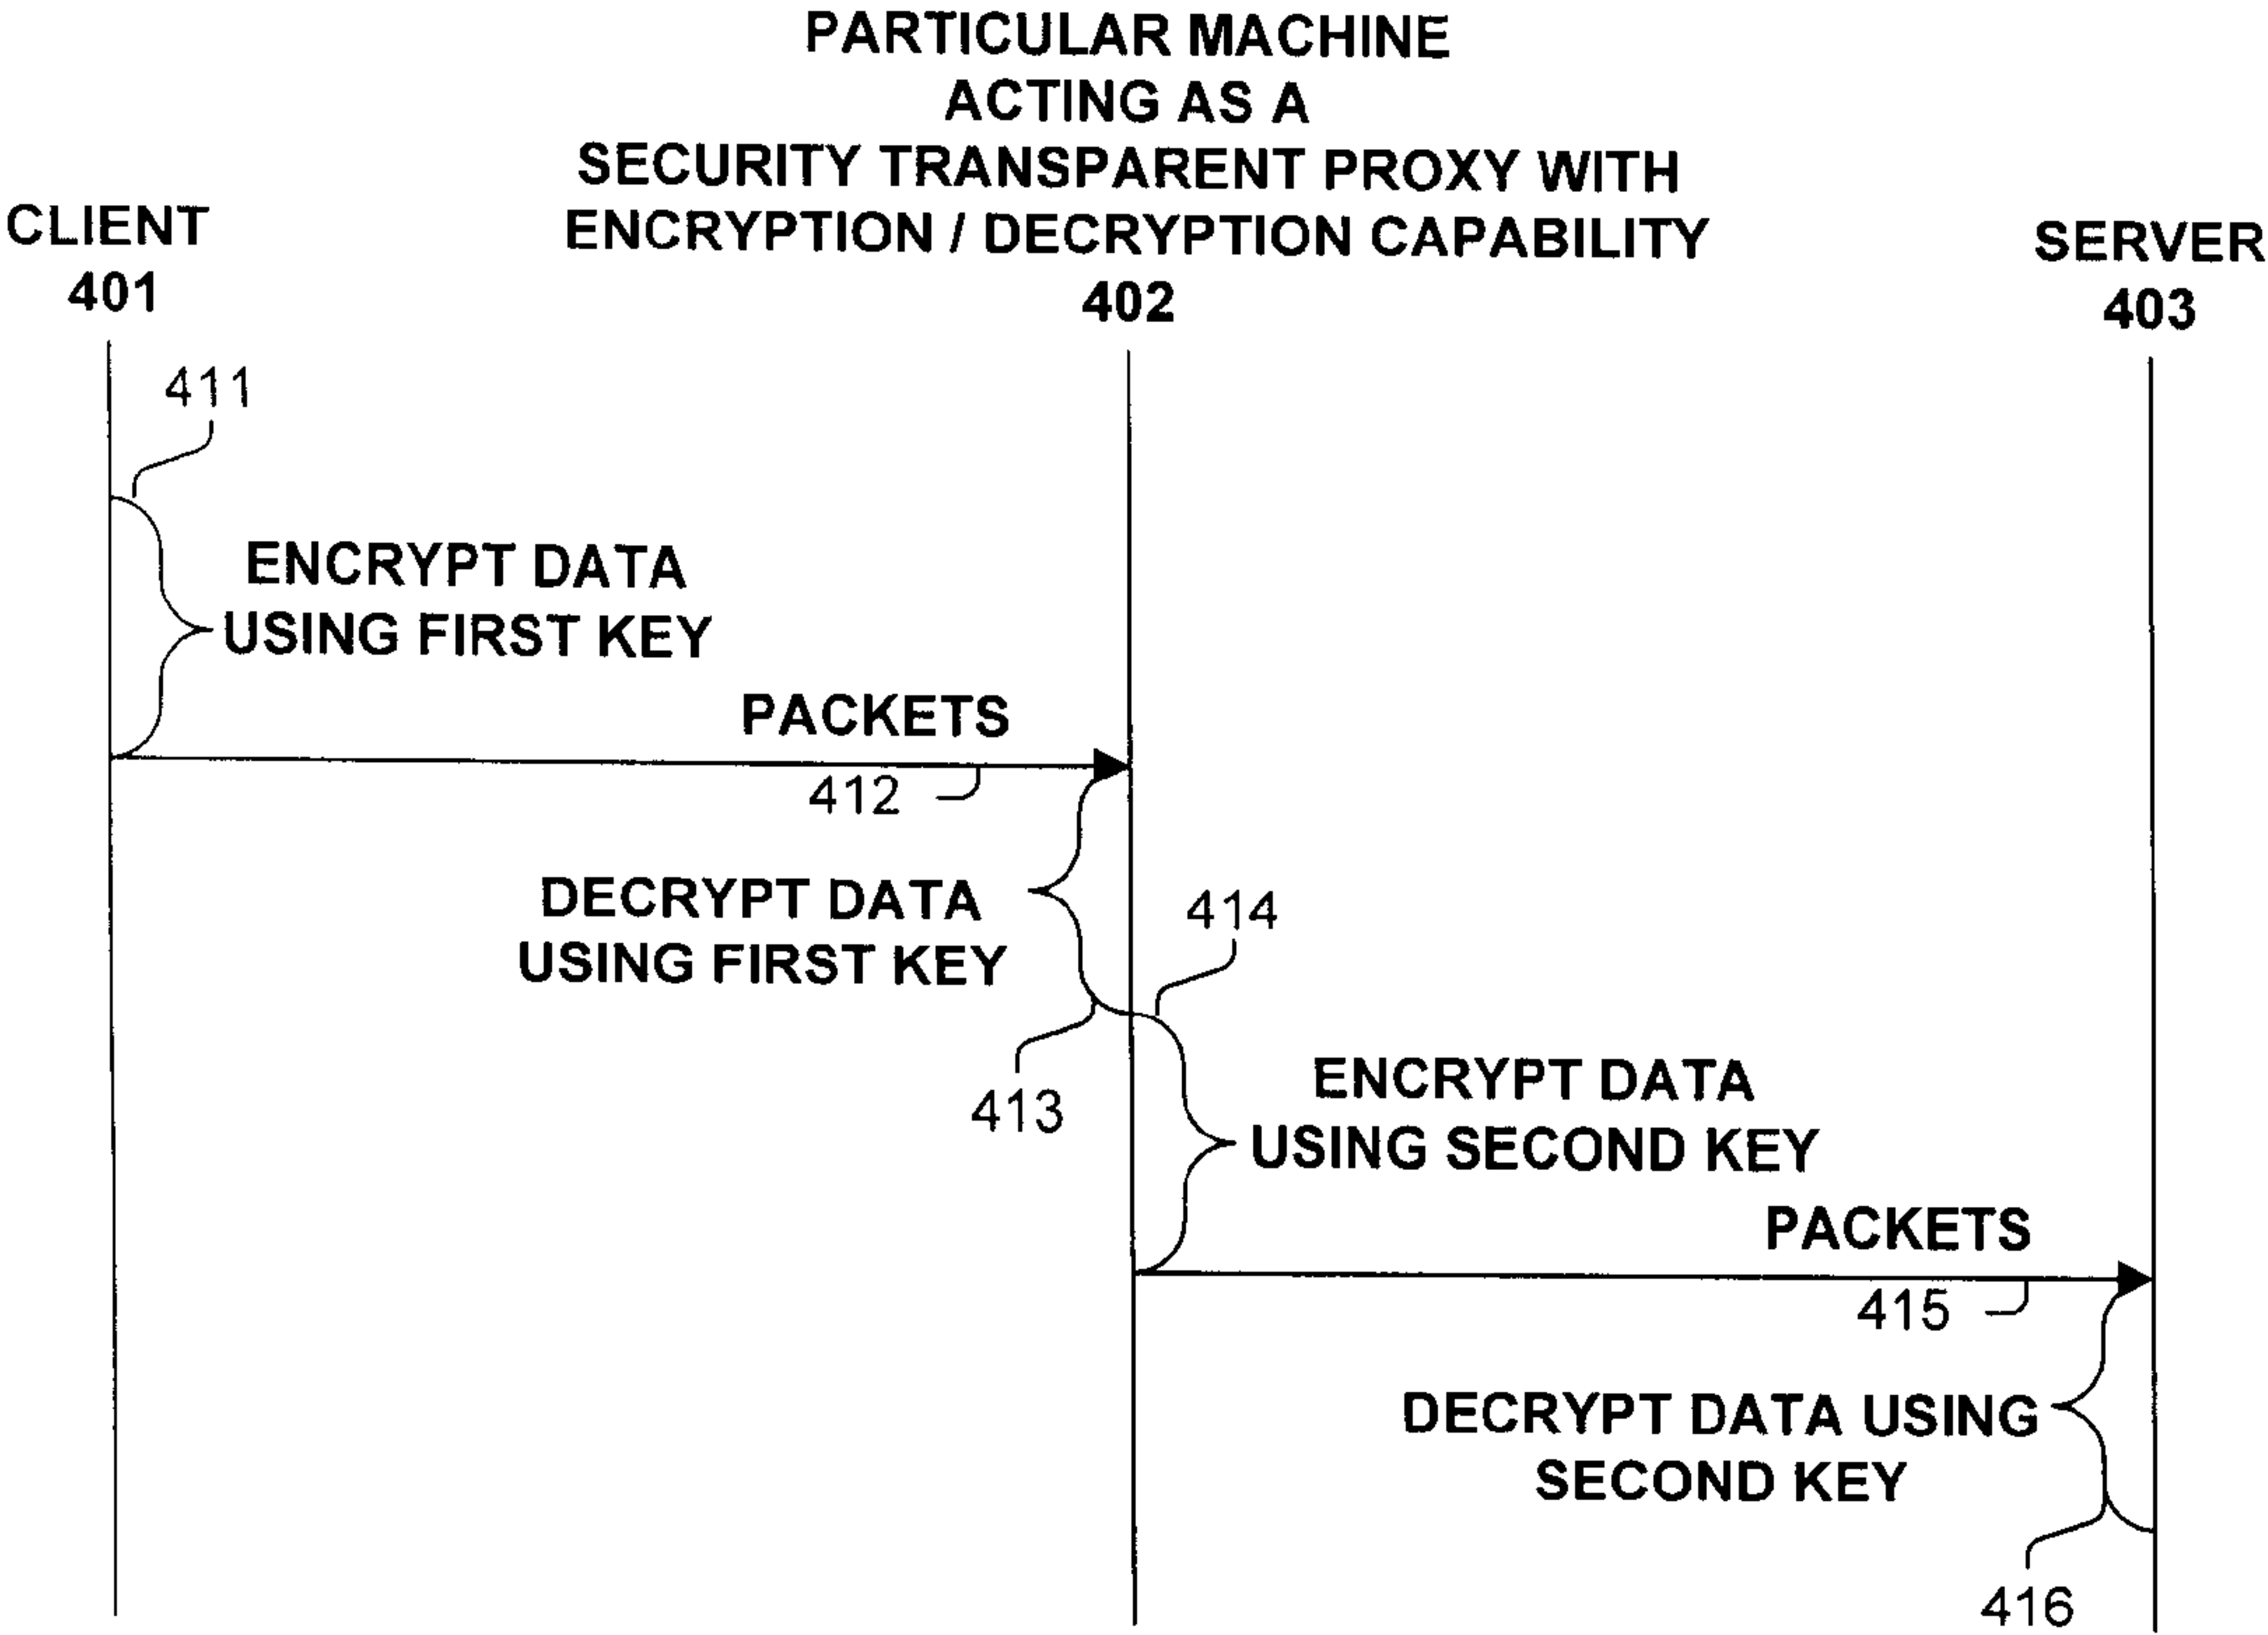 PARTICULAR MACHINE
ACTING AS A
SECURITY TRANSPARENT PROXY WITH
ENCRYPTION / DECRYPTION CAPABILITY
402
CLIENT
401
SERVER
403
411
ENCRYPT DATA
USING FIRST KEY
PACKETS
412
DECRYPT DATA
USING FIRST KEY
413
414
ENCRYPT DATA
USING SECOND KEY
PACKETS
415
DECRYPT DATA USING
SECOND KEY
416